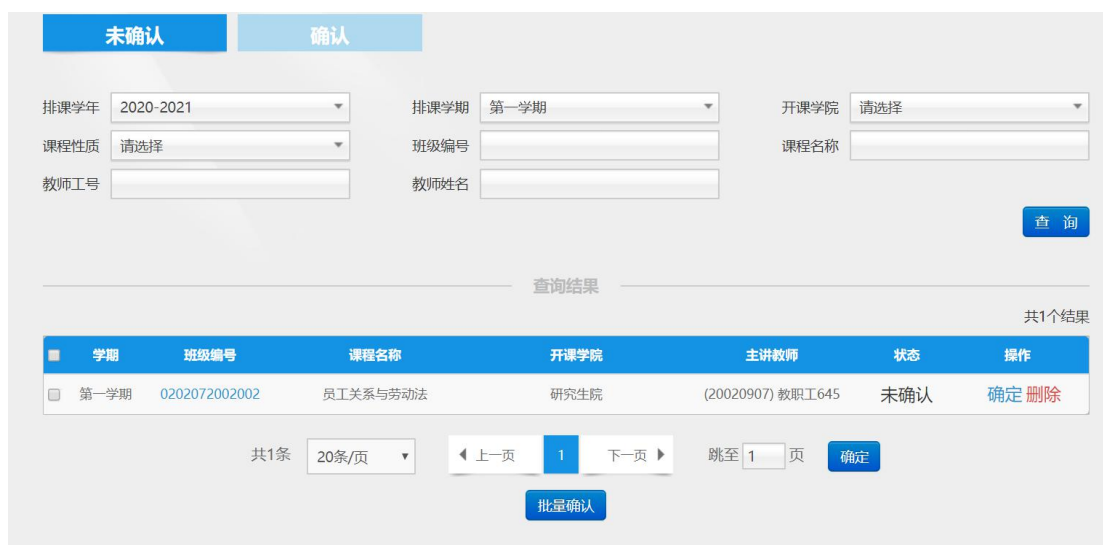 未确认 确认
排课学年 2020-2021 排课学期 第一学期 开课学院 请选择
课程性质 请选择 班级编号 课程名称
教师工号 教师姓名
查 询
查询结果
共1个结果
学期 班级编号 课程名称 开课学院 主讲教师 状态 操作
第一学期 0202072002002 员工关系与劳动法 研究生院 (20020907) 教职工645 未确认 确定 删除
共1条 20条/页 上一页 1 下一页 跳至 1 页 确定
批量确认